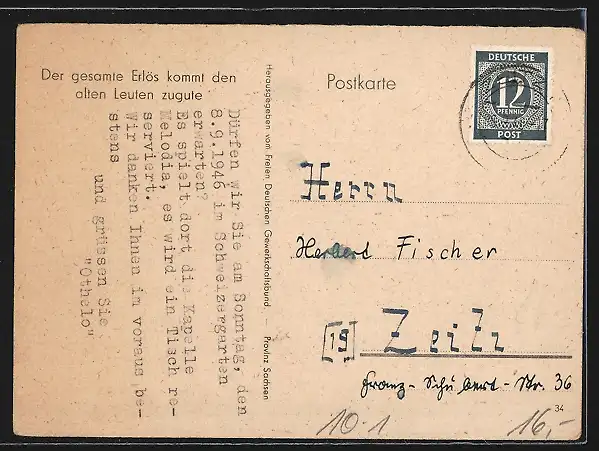 Der gesamte Erlös kommt den
alten Leuten zugute
Dürfen wir Sie am Sonntag, den
8.9.1946 im Schweizergarten
erwarten?
Es spielt dort die Kapelle
Melodia, es wird ein Tisch re-
serviert.
Wir danken Ihnen im voraus be-
stens
und grüssen Sie
"Othelo"
Herausgegeben vom Freien Deutschen Gewerkschaftsbund Provinz Sachsen
Postkarte
DEUTSCHE
12
PFENNIG
POST
Herrn
Herbert Fischer
[19] Zeitz
Franz-Schubert-Str. 36
34
10-1
16,-